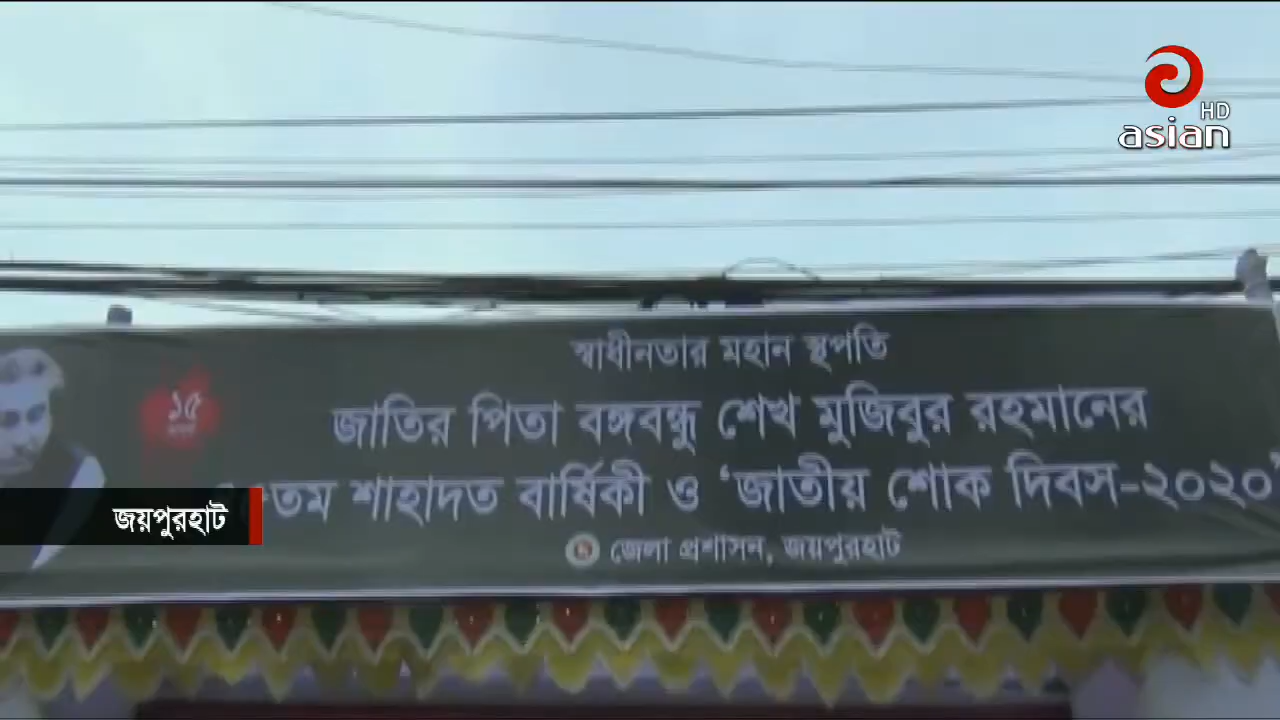 HD
asian
স্বাধীনতার মহান স্থপতি
১৫
জাতির পিতা বঙ্গবন্ধু শেখ মুজিবুর রহমানের
তম শাহাদত বার্ষিকী ও ‘জাতীয় শোক দিবস-২০২০’
জেলা প্রশাসন, জয়পুরহাট
জয়পুরহাট